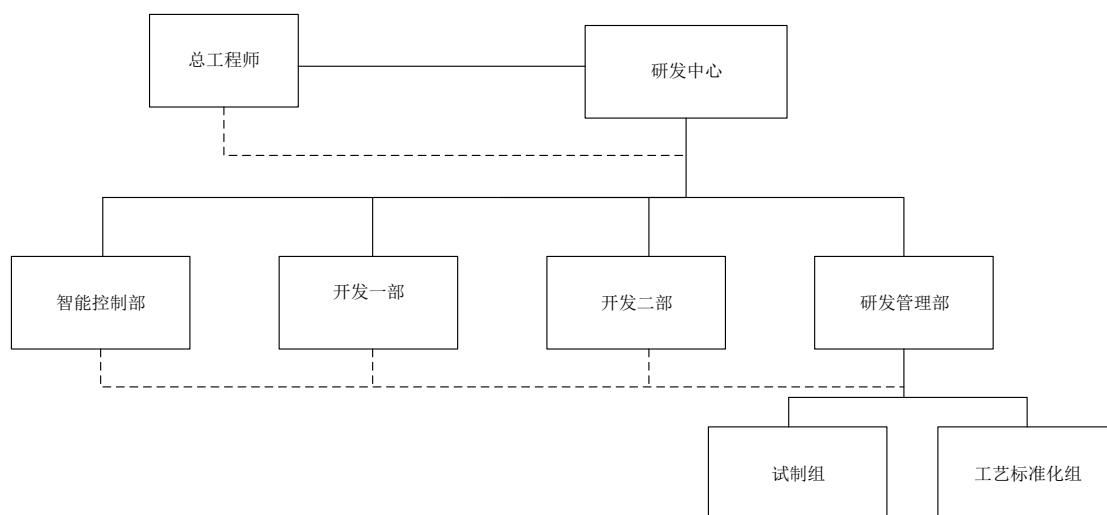 总工程师
研发中心
智能控制部
开发一部
开发二部
研发管理部
试制组
工艺标准化组